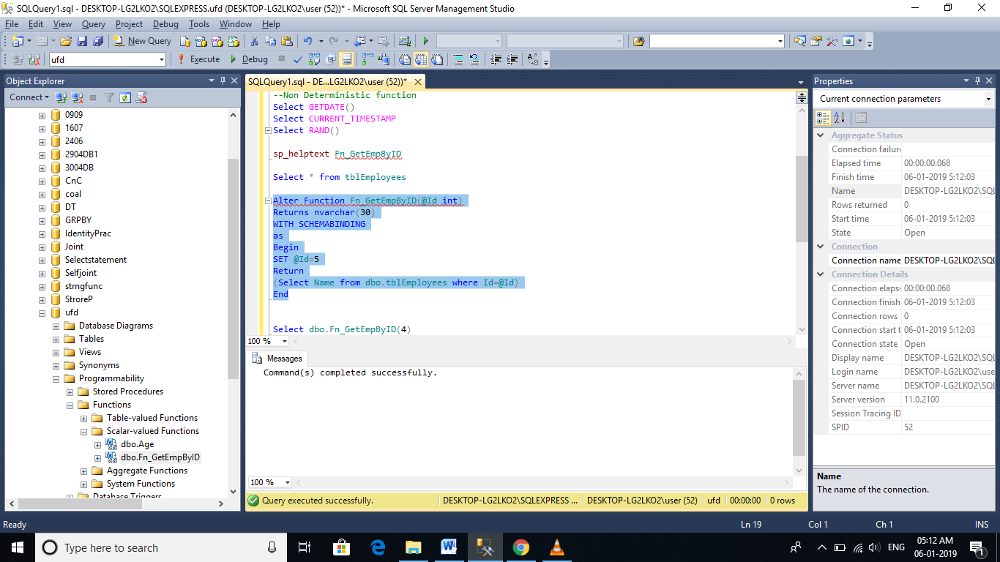 SQLQuery1.sql - DESKTOP-LG2LKO2\SQLEXPRESS.ufd (DESKTOP-LG2LKO2\user (52))* - Microsoft SQL Server Management Studio
File Edit View Query Project Debug Tools Window Help
New Query
ufd Execute Debug
Object Explorer
Connect
0909
1607
2406
2904DB1
3004DB
CnC
coal
DT
GRPBY
IdentityPrac
Joint
Selectstatement
Selfjoint
strngfunc
StroreP
ufd
Database Diagrams
Tables
Views
Synonyms
Programmability
Stored Procedures
Functions
Table-valued Functions
Scalar-valued Functions
dbo.Age
dbo.Fn_GetEmpByID
Aggregate Functions
System Functions
Database Triggers
SQLQuery1.sql - DE...LG2LKO2\user (52))*
--Non Deterministic function
Select GETDATE()
Select CURRENT_TIMESTAMP
Select RAND()
sp_helptext Fn_GetEmpByID
Select * from tblEmployees
Alter Function Fn_GetEmpByID(@Id int)
Returns nvarchar(30)
WITH SCHEMABINDING
as
Begin
SET @Id=5
Return
(Select Name from dbo.tblEmployees where Id=@Id)
End
Select dbo.Fn_GetEmpByID(4)
100 %
Messages
Command(s) completed successfully.
100 %
Query executed successfully. DESKTOP-LG2LKO2\SQLEXPRESS ... DESKTOP-LG2LKO2\user (52) ufd 00:00:00 0 rows
Properties
Current connection parameters
Aggregate Status
Connection failure
Elapsed time 00:00:00.068
Finish time 06-01-2019 5:12:03
Name DESKTOP-LG2LKO2\SQL
Rows returned 0
Start time 06-01-2019 5:12:03
State Open
Connection
Connection name DESKTOP-LG2LKO2\SQL
Connection Details
Connection elaps 00:00:00.068
Connection finish 06-01-2019 5:12:03
Connection rows 0
Connection start t 06-01-2019 5:12:03
Connection state Open
Display name DESKTOP-LG2LKO2\SQL
Login name DESKTOP-LG2LKO2\use
Server name DESKTOP-LG2LKO2\SQL
Server version 11.0.2100
Session Tracing ID
SPID 52
Name
The name of the connection.
Ready Ln 19 Col 1 Ch 1 INS
Type here to search
ENG
05:12 AM
06-01-2019
1